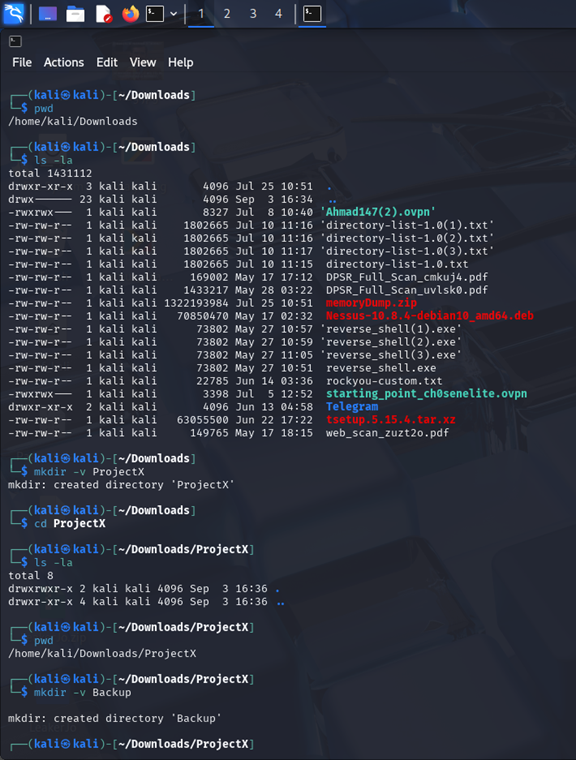 1 2 3 4
File Actions Edit View Help
┌──(kali㉿kali)-[~/Downloads]
└─$ pwd
/home/kali/Downloads
┌──(kali㉿kali)-[~/Downloads]
└─$ ls -la
total 1431112
drwxr-xr-x 3 kali kali 4096 Jul 25 10:51 .
drwx------ 23 kali kali 4096 Sep 3 16:34 ..
-rwxrwx--- 1 kali kali 8327 Jul 8 10:40 'Ahmad147(2).ovpn'
-rw-rw-r-- 1 kali kali 1802665 Jul 10 11:16 'directory-list-1.0(1).txt'
-rw-rw-r-- 1 kali kali 1802665 Jul 10 11:16 'directory-list-1.0(2).txt'
-rw-rw-r-- 1 kali kali 1802665 Jul 10 11:17 'directory-list-1.0(3).txt'
-rw-rw-r-- 1 kali kali 1802665 Jul 10 11:15 directory-list-1.0.txt
-rw-rw-r-- 1 kali kali 169002 May 17 17:12 DPSR_Full_Scan_cmkuj4.pdf
-rw-rw-r-- 1 kali kali 1433217 May 28 03:22 DPSR_Full_Scan_uvlsk0.pdf
-rw-rw-r-- 1 kali kali 1322193984 Jul 25 10:51 memoryDump.zip
-rw-rw-r-- 1 kali kali 70850470 May 17 02:32 Nessus-10.8.4-debian10_amd64.deb
-rw-rw-r-- 1 kali kali 73802 May 27 10:57 'reverse_shell(1).exe'
-rw-rw-r-- 1 kali kali 73802 May 27 10:59 'reverse_shell(2).exe'
-rw-rw-r-- 1 kali kali 73802 May 27 11:05 'reverse_shell(3).exe'
-rw-rw-r-- 1 kali kali 73802 May 27 10:51 reverse_shell.exe
-rw-rw-r-- 1 kali kali 22785 Jun 14 03:36 rockyou-custom.txt
-rwxrwx--- 1 kali kali 3398 Jul 5 12:52 starting_point_ch0senelite.ovpn
drwxr-xr-x 2 kali kali 4096 Jun 13 04:58 Telegram
-rw-rw-r-- 1 kali kali 63055500 Jun 22 17:22 tsetup.5.15.4.tar.xz
-rw-rw-r-- 1 kali kali 149765 May 17 18:15 web_scan_zuzt2o.pdf
┌──(kali㉿kali)-[~/Downloads]
└─$ mkdir -v ProjectX
mkdir: created directory 'ProjectX'
┌──(kali㉿kali)-[~/Downloads]
└─$ cd ProjectX
┌──(kali㉿kali)-[~/Downloads/ProjectX]
└─$ ls -la
total 8
drwxrwxr-x 2 kali kali 4096 Sep 3 16:36 .
drwxr-xr-x 4 kali kali 4096 Sep 3 16:36 ..
┌──(kali㉿kali)-[~/Downloads/ProjectX]
└─$ pwd
/home/kali/Downloads/ProjectX
┌──(kali㉿kali)-[~/Downloads/ProjectX]
└─$ mkdir -v Backup
mkdir: created directory 'Backup'
┌──(kali㉿kali)-[~/Downloads/ProjectX]